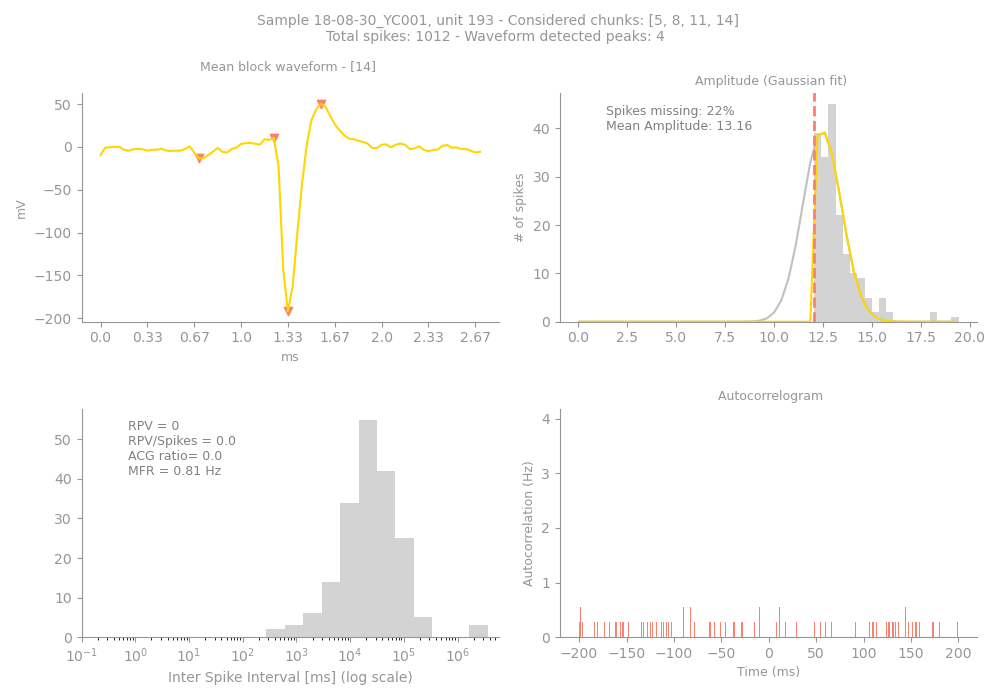 Sample 18-08-30_YC001, unit 193 - Considered chunks: [5, 8, 11, 14]
Total spikes: 1012 - Waveform detected peaks: 4
Mean block waveform - [14]
50
0
−50
−100
−150
−200
mV
0.0 0.33 0.67 1.0 1.33 1.67 2.0 2.33 2.67
ms
Amplitude (Gaussian fit)
Spikes missing: 22%
Mean Amplitude: 13.16
40
30
20
10
0
# of spikes
0.0 2.5 5.0 7.5 10.0 12.5 15.0 17.5 20.0
RPV = 0
RPV/Spikes = 0.0
ACG ratio= 0.0
MFR = 0.81 Hz
50
40
30
20
10
0
10⁻¹ 10⁰ 10¹ 10² 10³ 10⁴ 10⁵ 10⁶
Inter Spike Interval [ms] (log scale)
Autocorrelogram
4
3
2
1
0
Autocorrelation (Hz)
−200 −150 −100 −50 0 50 100 150 200
Time (ms)